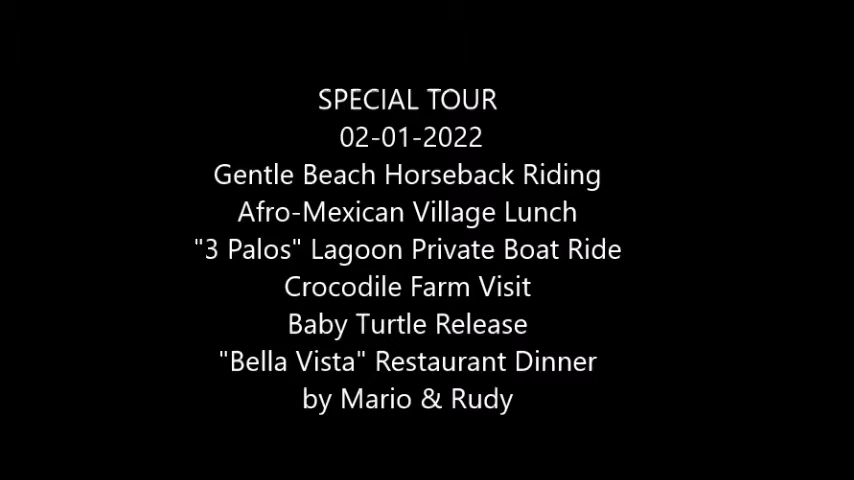 SPECIAL TOUR
02-01-2022
Gentle Beach Horseback Riding
Afro-Mexican Village Lunch
"3 Palos" Lagoon Private Boat Ride
Crocodile Farm Visit
Baby Turtle Release
"Bella Vista" Restaurant Dinner
by Mario & Rudy